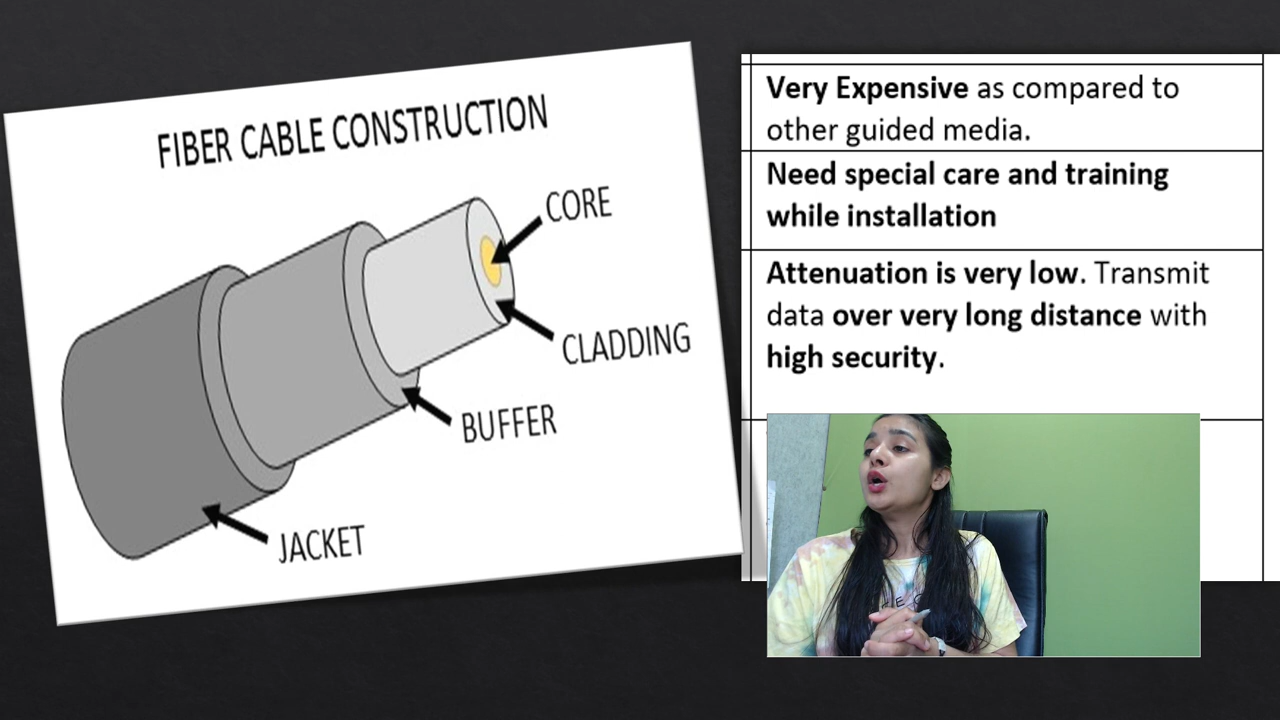 FIBER CABLE CONSTRUCTION
CORE
CLADDING
BUFFER
JACKET
Very Expensive as compared to
other guided media.
Need special care and training
while installation
Attenuation is very low. Transmit
data over very long distance with
high security.